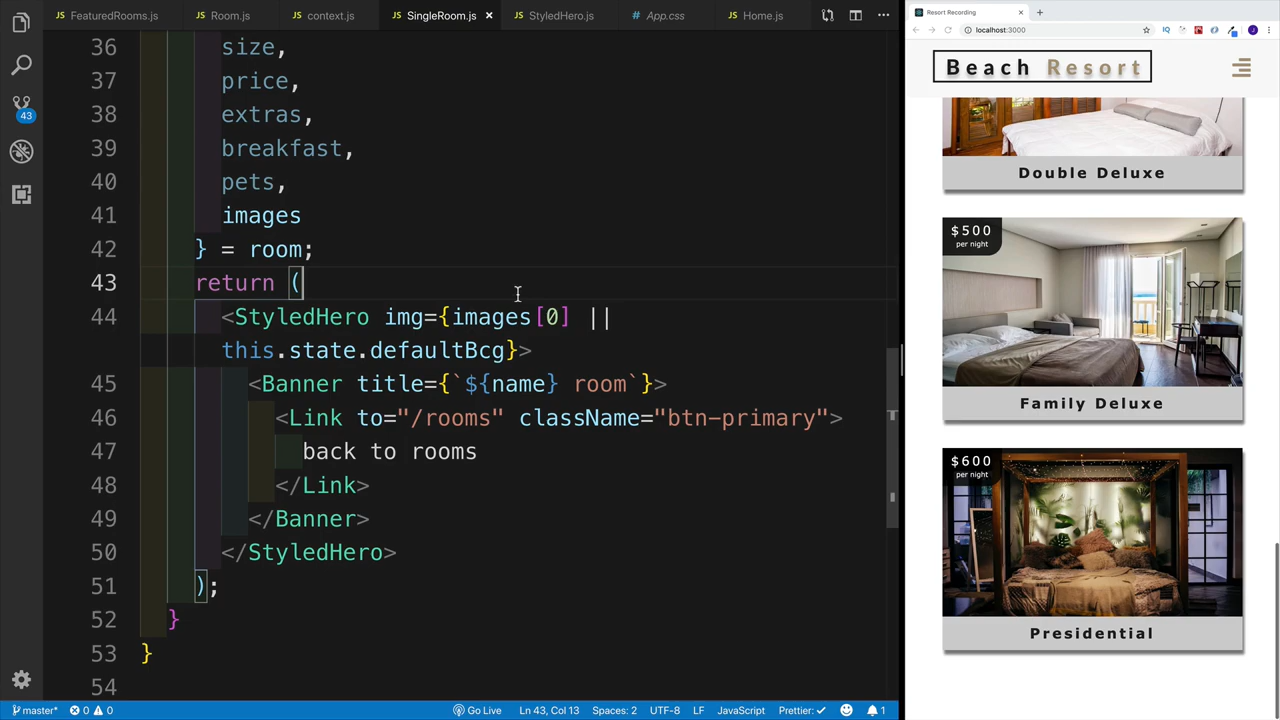 FeaturedRooms.js
Room.js
context.js
SingleRoom.js
StyledHero.js
App.css
Home.js
36 size,
37 price,
38 extras,
39 breakfast,
40 pets,
41 images
42 } = room;
43 return (
44 <StyledHero img={images[0] ||
this.state.defaultBcg}>
45 <Banner title={`${name} room`}>
46 <Link to="/rooms" className="btn-primary">
47 back to rooms
48 </Link>
49 </Banner>
50 </StyledHero>
51 );
52 }
53 }
54
43
master*
0
0
Go Live
Ln 43, Col 13
Spaces: 2
UTF-8
LF
JavaScript
Prettier: ✓
1
Resort Recording
localhost:3000
IQ
J
Beach Resort
Double Deluxe
$500
per night
Family Deluxe
$600
per night
Presidential